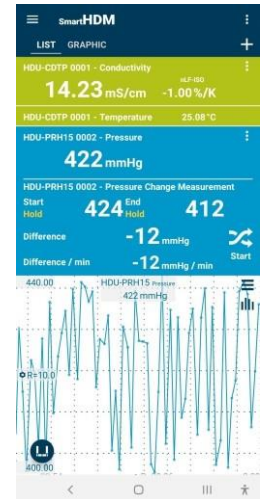 SmartHDM
LIST GRAPHIC
HDU-CDTP 0001 - Conductivity
nLF-ISO
14.23 mS/cm -1.00 %/K
HDU-CDTP 0001 - Temperature 25.08°C
HDU-PRH15 0002 - Pressure
422 mmHg
HDU-PRH15 0002 - Pressure Change Measurement
Start Hold 424 End Hold 412
Difference -12 mmHg
Difference / min -12 mmHg / min Start
440.00 HDU-PRH15 Pressure
422 mmHg
R=10.0
400.00